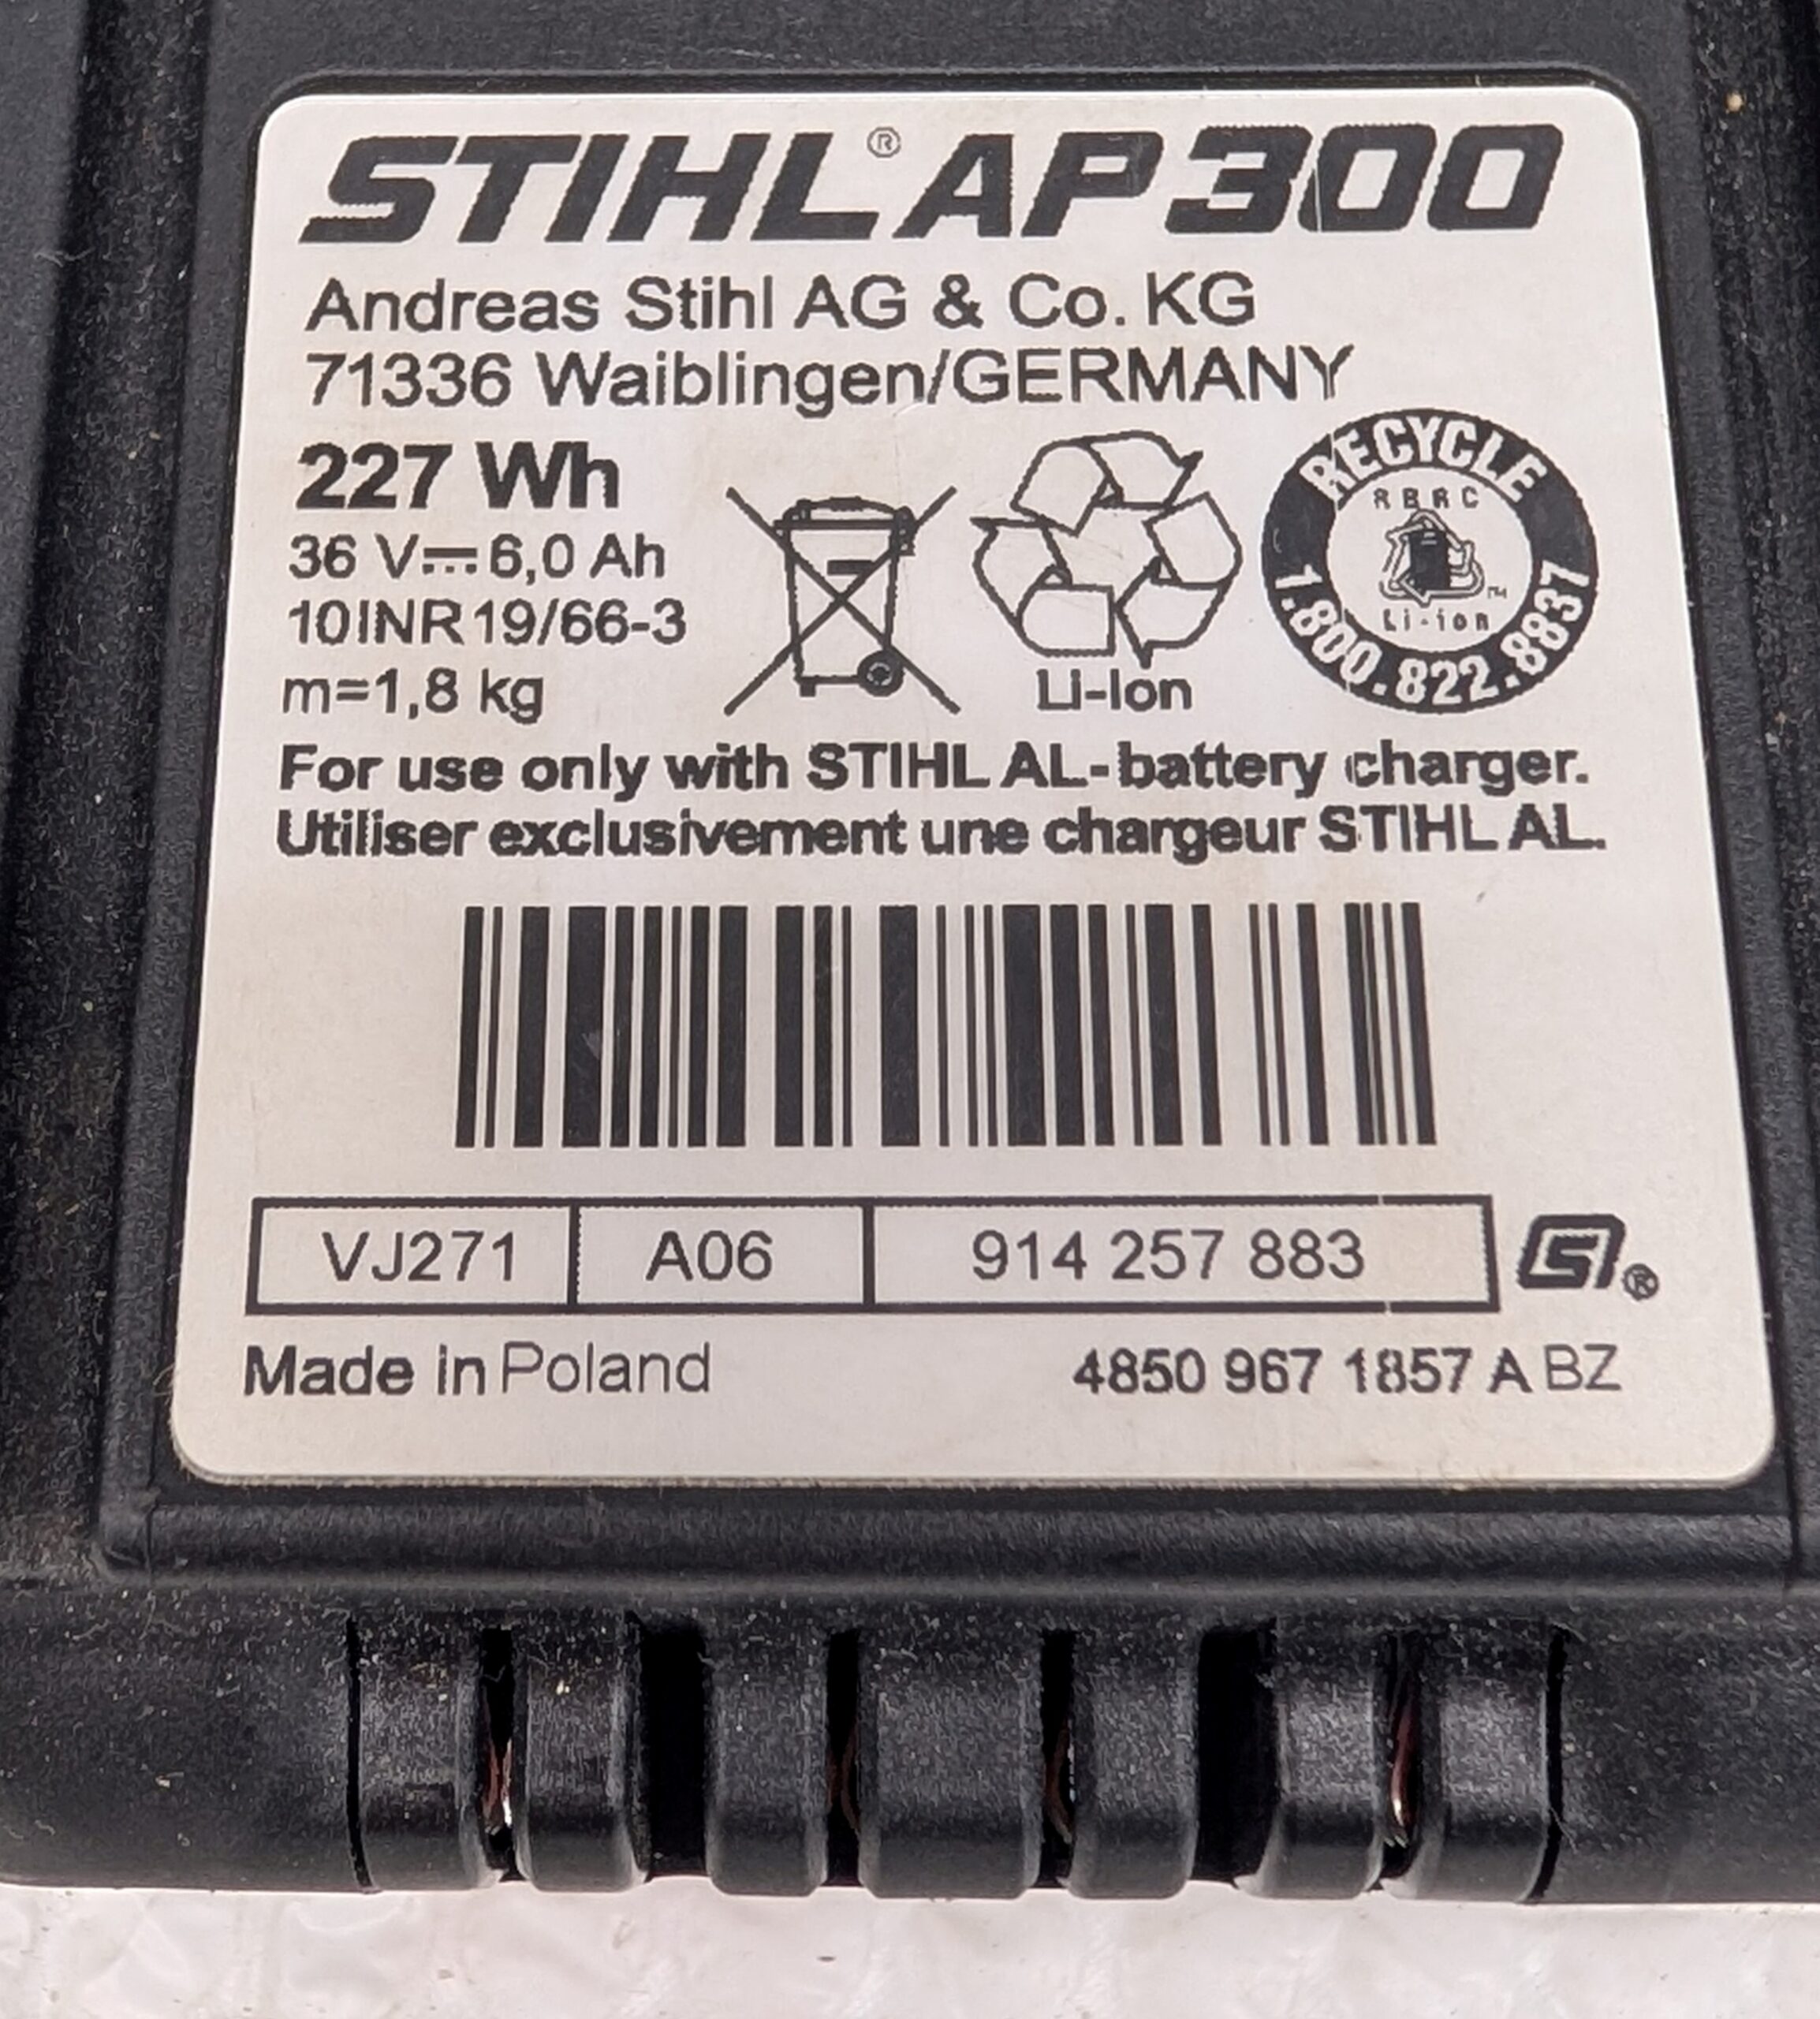 STIHL® AP 300
Andreas Stihl AG & Co. KG
71336 Waiblingen/GERMANY
227 Wh
36 V⎓6,0 Ah
10INR19/66-3
m=1,8 kg
Li-Ion
RECYCLE
RBRC
Li-ion
™
1.800.822.8837
For use only with STIHL AL-battery charger.
Utiliser exclusivement une chargeur STIHL AL.
VJ271 A06 914 257 883 ®
Made in Poland 4850 967 1857 A BZ